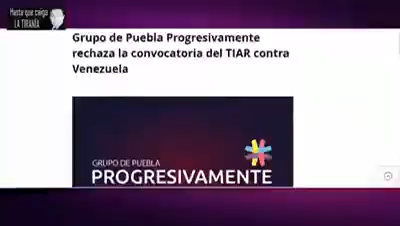 Hasta que caiga
LA TIRANÍA
Grupo de Puebla Progresivamente
rechaza la convocatoria del TIAR contra
Venezuela
GRUPO DE PUEBLA
PROGRESIVAMENTE